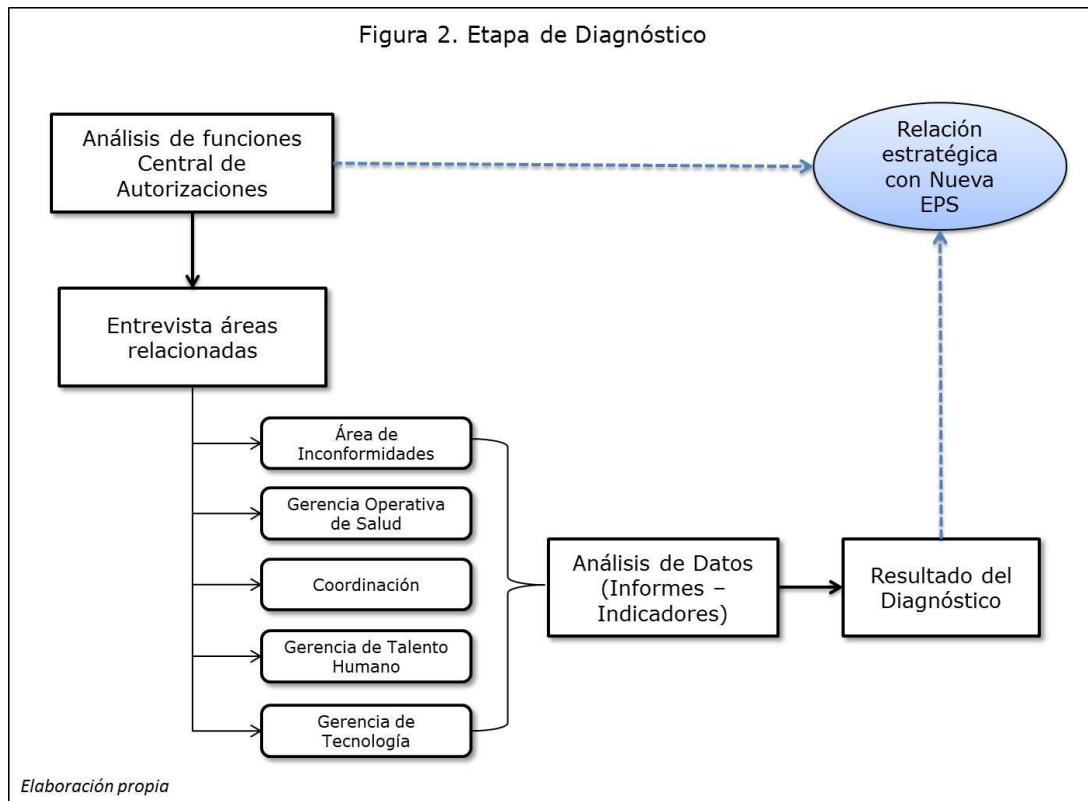 Figura 2. Etapa de Diagnóstico
Análisis de funciones
Central de
Autorizaciones
Relación
estratégica
con Nueva
EPS
Entrevista áreas
relacionadas
Área de
Inconformidades
Gerencia Operativa
de Salud
Coordinación
Gerencia de Talento
Humano
Gerencia de
Tecnología
Análisis de Datos
(Informes –
Indicadores)
Resultado del
Diagnóstico
Elaboración propia